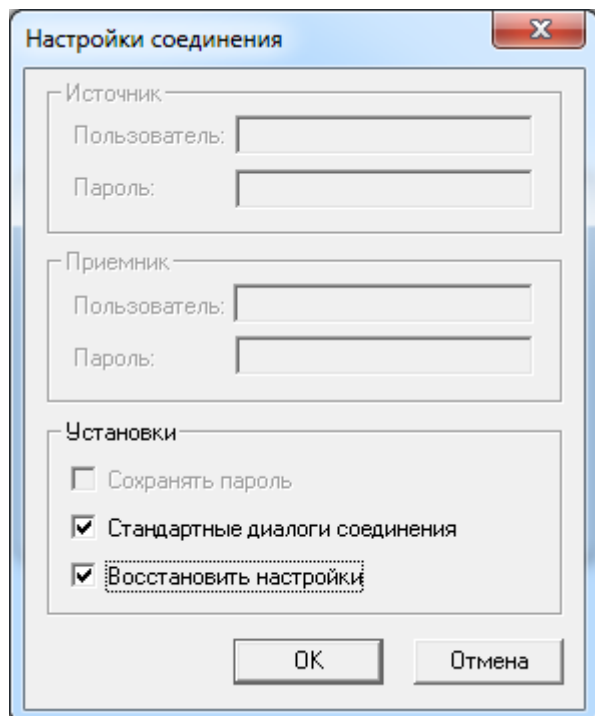 Настройки соединения
Источник
Пользователь:
Пароль:
Приемник
Пользователь:
Пароль:
Установки
Сохранять пароль
Стандартные диалоги соединения
Восстановить настройки
OK
Отмена